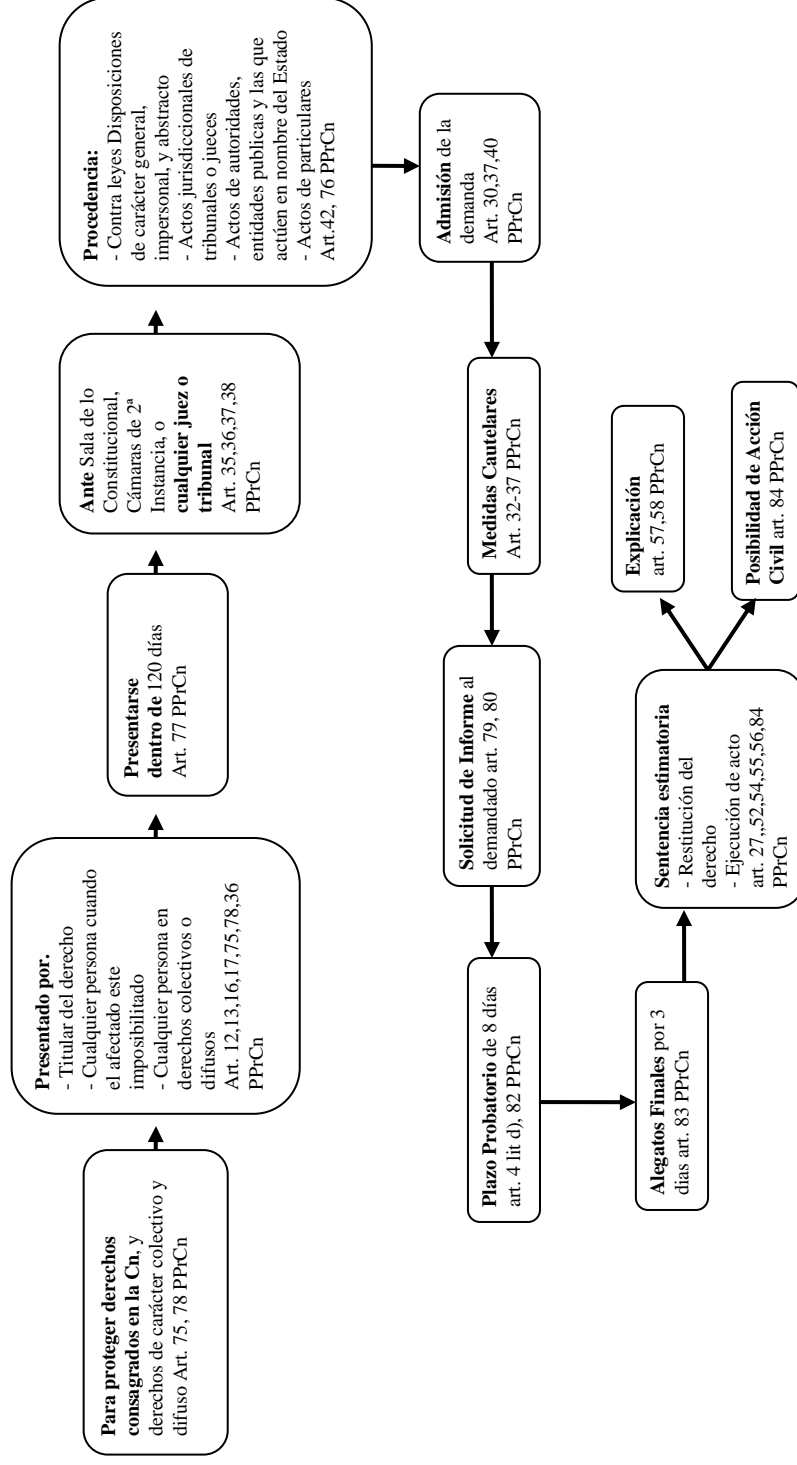 Para proteger derechos
consagrados en la Cn, y
derechos de carácter colectivo y
difuso Art. 75, 78 PPrCn
Presentado por.
- Titular del derecho
- Cualquier persona cuando
el afectado este
imposibilitado
- Cualquier persona en
derechos colectivos o
difusos
Art. 12,13,16,17,75,78,36
PPrCn
Presentarse
dentro de 120 días
Art. 77 PPrCn
Ante Sala de lo
Constitucional,
Cámaras de 2ª
Instancia, o
cualquier juez o
tribunal
Art. 35,36,37,38
PPrCn
Procedencia:
- Contra leyes Disposiciones
de carácter general,
impersonal, y abstracto
- Actos jurisdiccionales de
tribunales o jueces
- Actos de autoridades,
entidades publicas y las que
actúen en nombre del Estado
- Actos de particulares
Art.42, 76 PPrCn
Admisión de la
demanda
Art. 30,37,40
PPrCn
Medidas Cautelares
Art. 32-37 PPrCn
Solicitud de Informe al
demandado art. 79, 80
PPrCn
Plazo Probatorio de 8 días
art. 4 lit d), 82 PPrCn
Alegatos Finales por 3
dias art. 83 PPrCn
Sentencia estimatoria
- Restitución del
derecho
- Ejecución de acto
art. 27,,52,54,55,56,84
PPrCn
Explicación
art. 57,58 PPrCn
Posibilidad de Acción
Civil art. 84 PPrCn